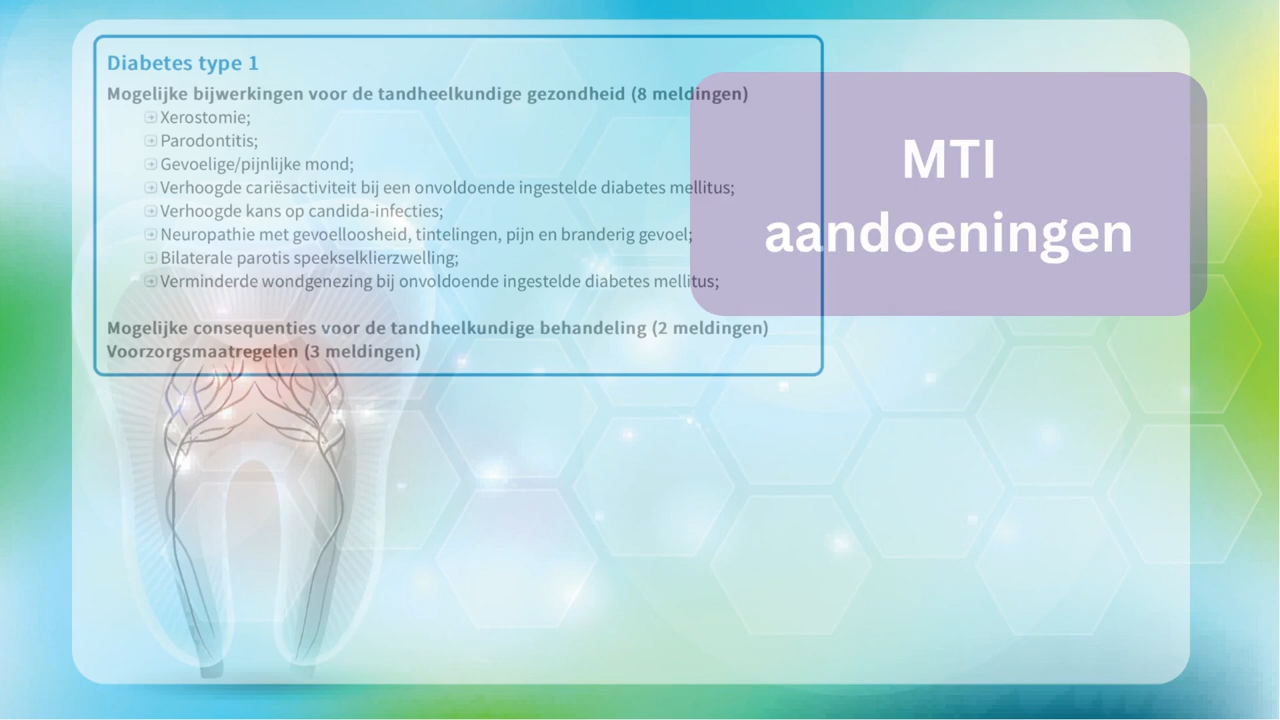 Diabetes type 1
Mogelijke bijwerkingen voor de tandheelkundige gezondheid (8 meldingen)
Xerostomie;
Parodontitis;
Gevoelige/pijnlijke mond;
Verhoogde cariësactiviteit bij een onvoldoende ingestelde diabetes mellitus;
Verhoogde kans op candida-infecties;
Neuropathie met gevoelloosheid, tintelingen, pijn en branderig gevoel;
Bilaterale parotis speekselklierzwelling;
Verminderde wondgenezing bij onvoldoende ingestelde diabetes mellitus;
Mogelijke consequenties voor de tandheelkundige behandeling (2 meldingen)
Voorzorgsmaatregelen (3 meldingen)
MTI
aandoeningen